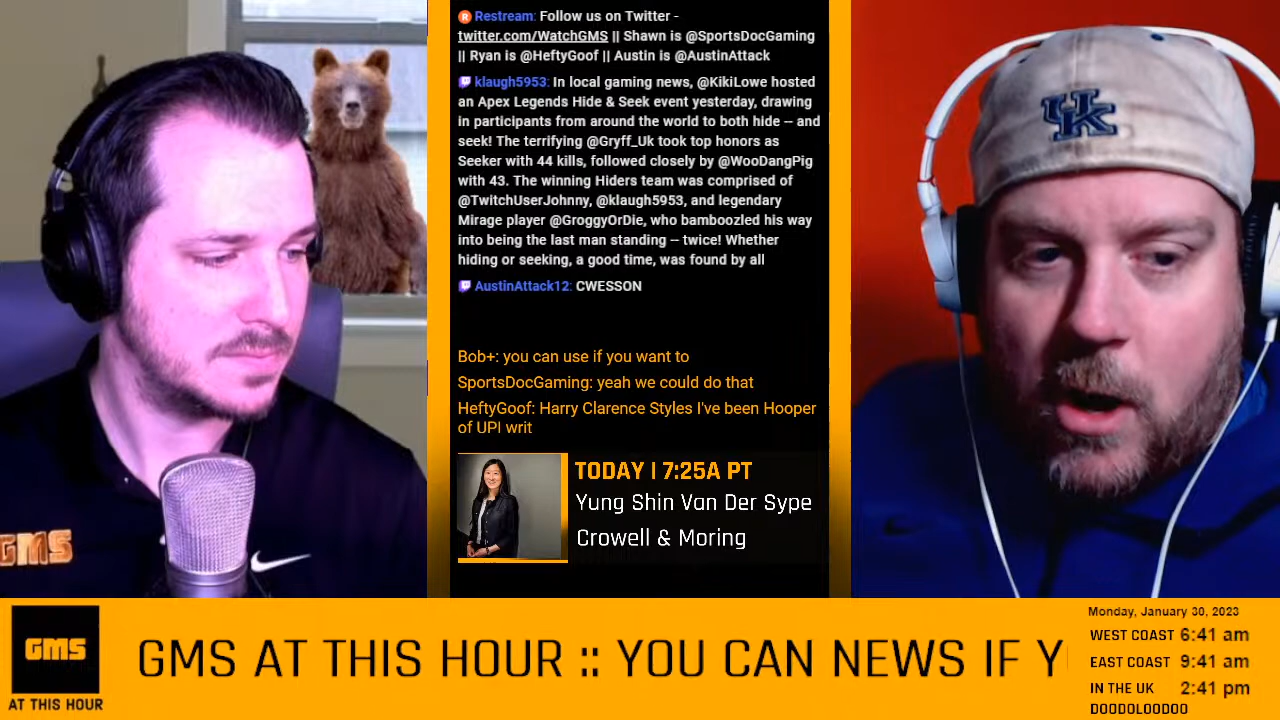 Restream: Follow us on Twitter -
twitter.com/WatchGMS || Shawn is @SportsDocGaming
|| Ryan is @HeftyGoof || Austin is @AustinAttack
klaugh5953: In local gaming news, @KikiLowe hosted
an Apex Legends Hide & Seek event yesterday, drawing
in participants from around the world to both hide -- and
seek! The terrifying @Gryff_Uk took top honors as
Seeker with 44 kills, followed closely by @WooDangPig
with 43. The winning Hiders team was comprised of
@TwitchUserJohnny, @klaugh5953, and legendary
Mirage player @GroggyOrDie, who bamboozled his way
into being the last man standing -- twice! Whether
hiding or seeking, a good time, was found by all
AustinAttack12: CWESSON
Bob+: you can use if you want to
SportsDocGaming: yeah we could do that
HeftyGoof: Harry Clarence Styles I've been Hooper
of UPI writ
TODAY | 7:25A PT
Yung Shin Van Der Sype
Crowell & Moring
UK
GMS
GMS
AT THIS HOUR
GMS AT THIS HOUR :: YOU CAN NEWS IF Y
Monday, January 30, 2023
WEST COAST 6:41 am
EAST COAST 9:41 am
IN THE UK 2:41 pm
DOODOLOODOO